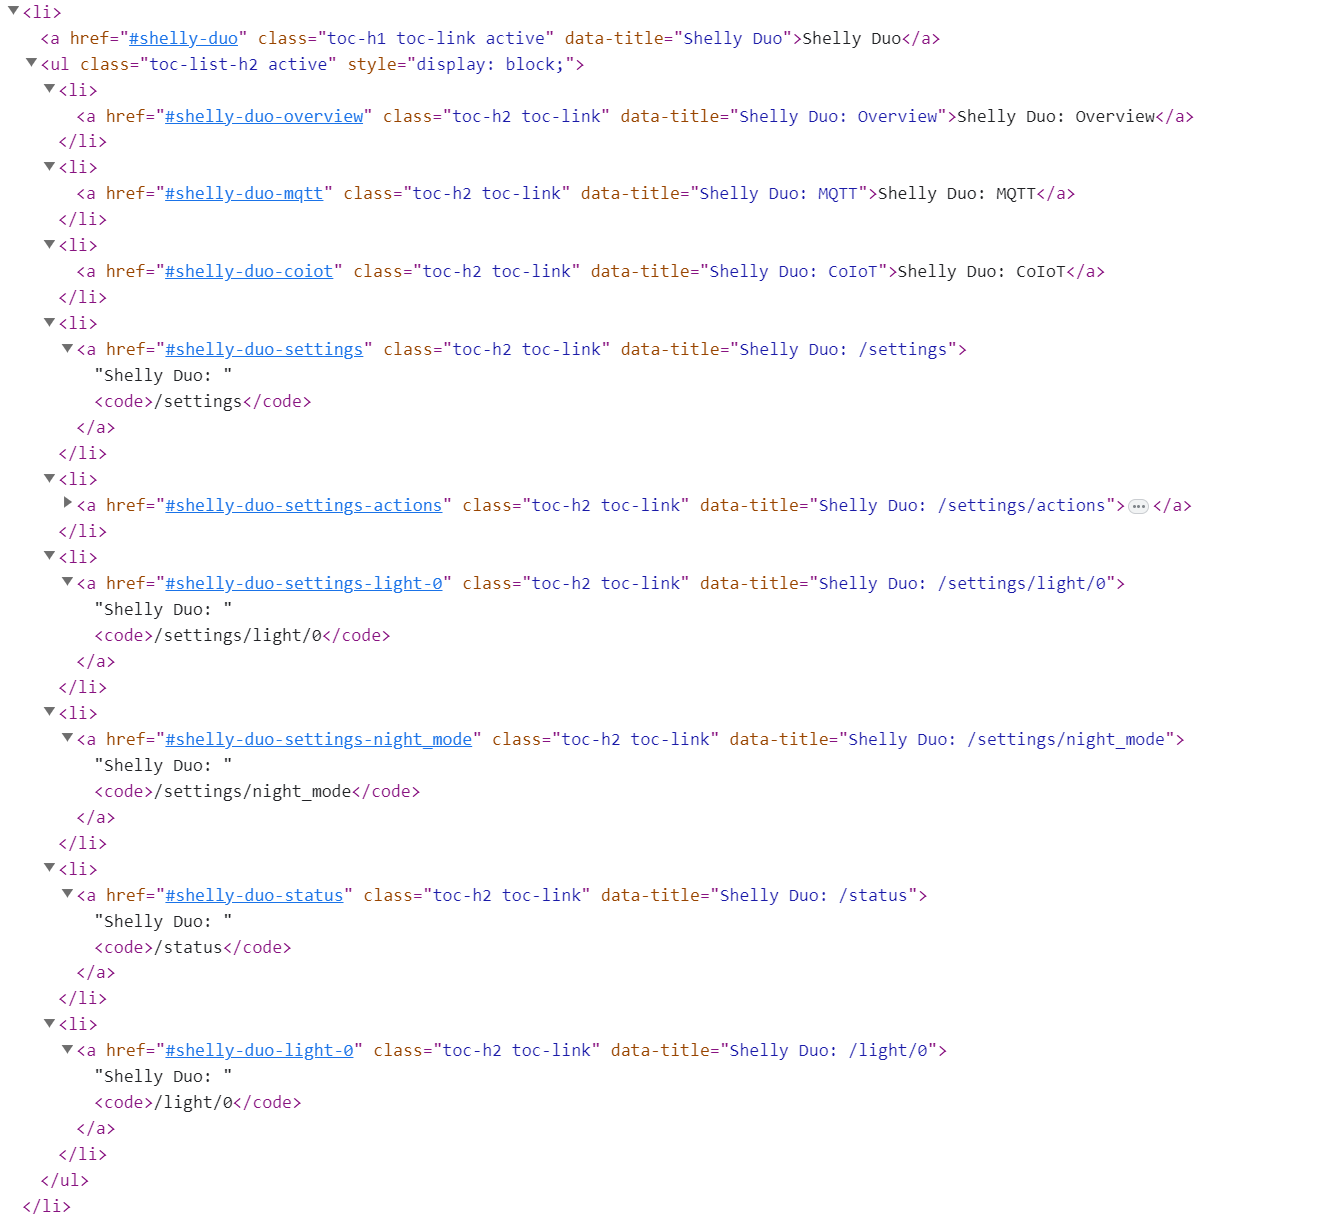 <li>
<a href="#shelly-duo" class="toc-h1 toc-link active" data-title="Shelly Duo">Shelly Duo</a>
<ul class="toc-list-h2 active" style="display: block;">
<li>
<a href="#shelly-duo-overview" class="toc-h2 toc-link" data-title="Shelly Duo: Overview">Shelly Duo: Overview</a>
</li>
<li>
<a href="#shelly-duo-mqtt" class="toc-h2 toc-link" data-title="Shelly Duo: MQTT">Shelly Duo: MQTT</a>
</li>
<li>
<a href="#shelly-duo-coiot" class="toc-h2 toc-link" data-title="Shelly Duo: CoIoT">Shelly Duo: CoIoT</a>
</li>
<li>
<a href="#shelly-duo-settings" class="toc-h2 toc-link" data-title="Shelly Duo: /settings">
"Shelly Duo: "
<code>/settings</code>
</a>
</li>
<li>
<a href="#shelly-duo-settings-actions" class="toc-h2 toc-link" data-title="Shelly Duo: /settings/actions">…</a>
</li>
<li>
<a href="#shelly-duo-settings-light-0" class="toc-h2 toc-link" data-title="Shelly Duo: /settings/light/0">
"Shelly Duo: "
<code>/settings/light/0</code>
</a>
</li>
<li>
<a href="#shelly-duo-settings-night_mode" class="toc-h2 toc-link" data-title="Shelly Duo: /settings/night_mode">
"Shelly Duo: "
<code>/settings/night_mode</code>
</a>
</li>
<li>
<a href="#shelly-duo-status" class="toc-h2 toc-link" data-title="Shelly Duo: /status">
"Shelly Duo: "
<code>/status</code>
</a>
</li>
<li>
<a href="#shelly-duo-light-0" class="toc-h2 toc-link" data-title="Shelly Duo: /light/0">
"Shelly Duo: "
<code>/light/0</code>
</a>
</li>
</ul>
</li>